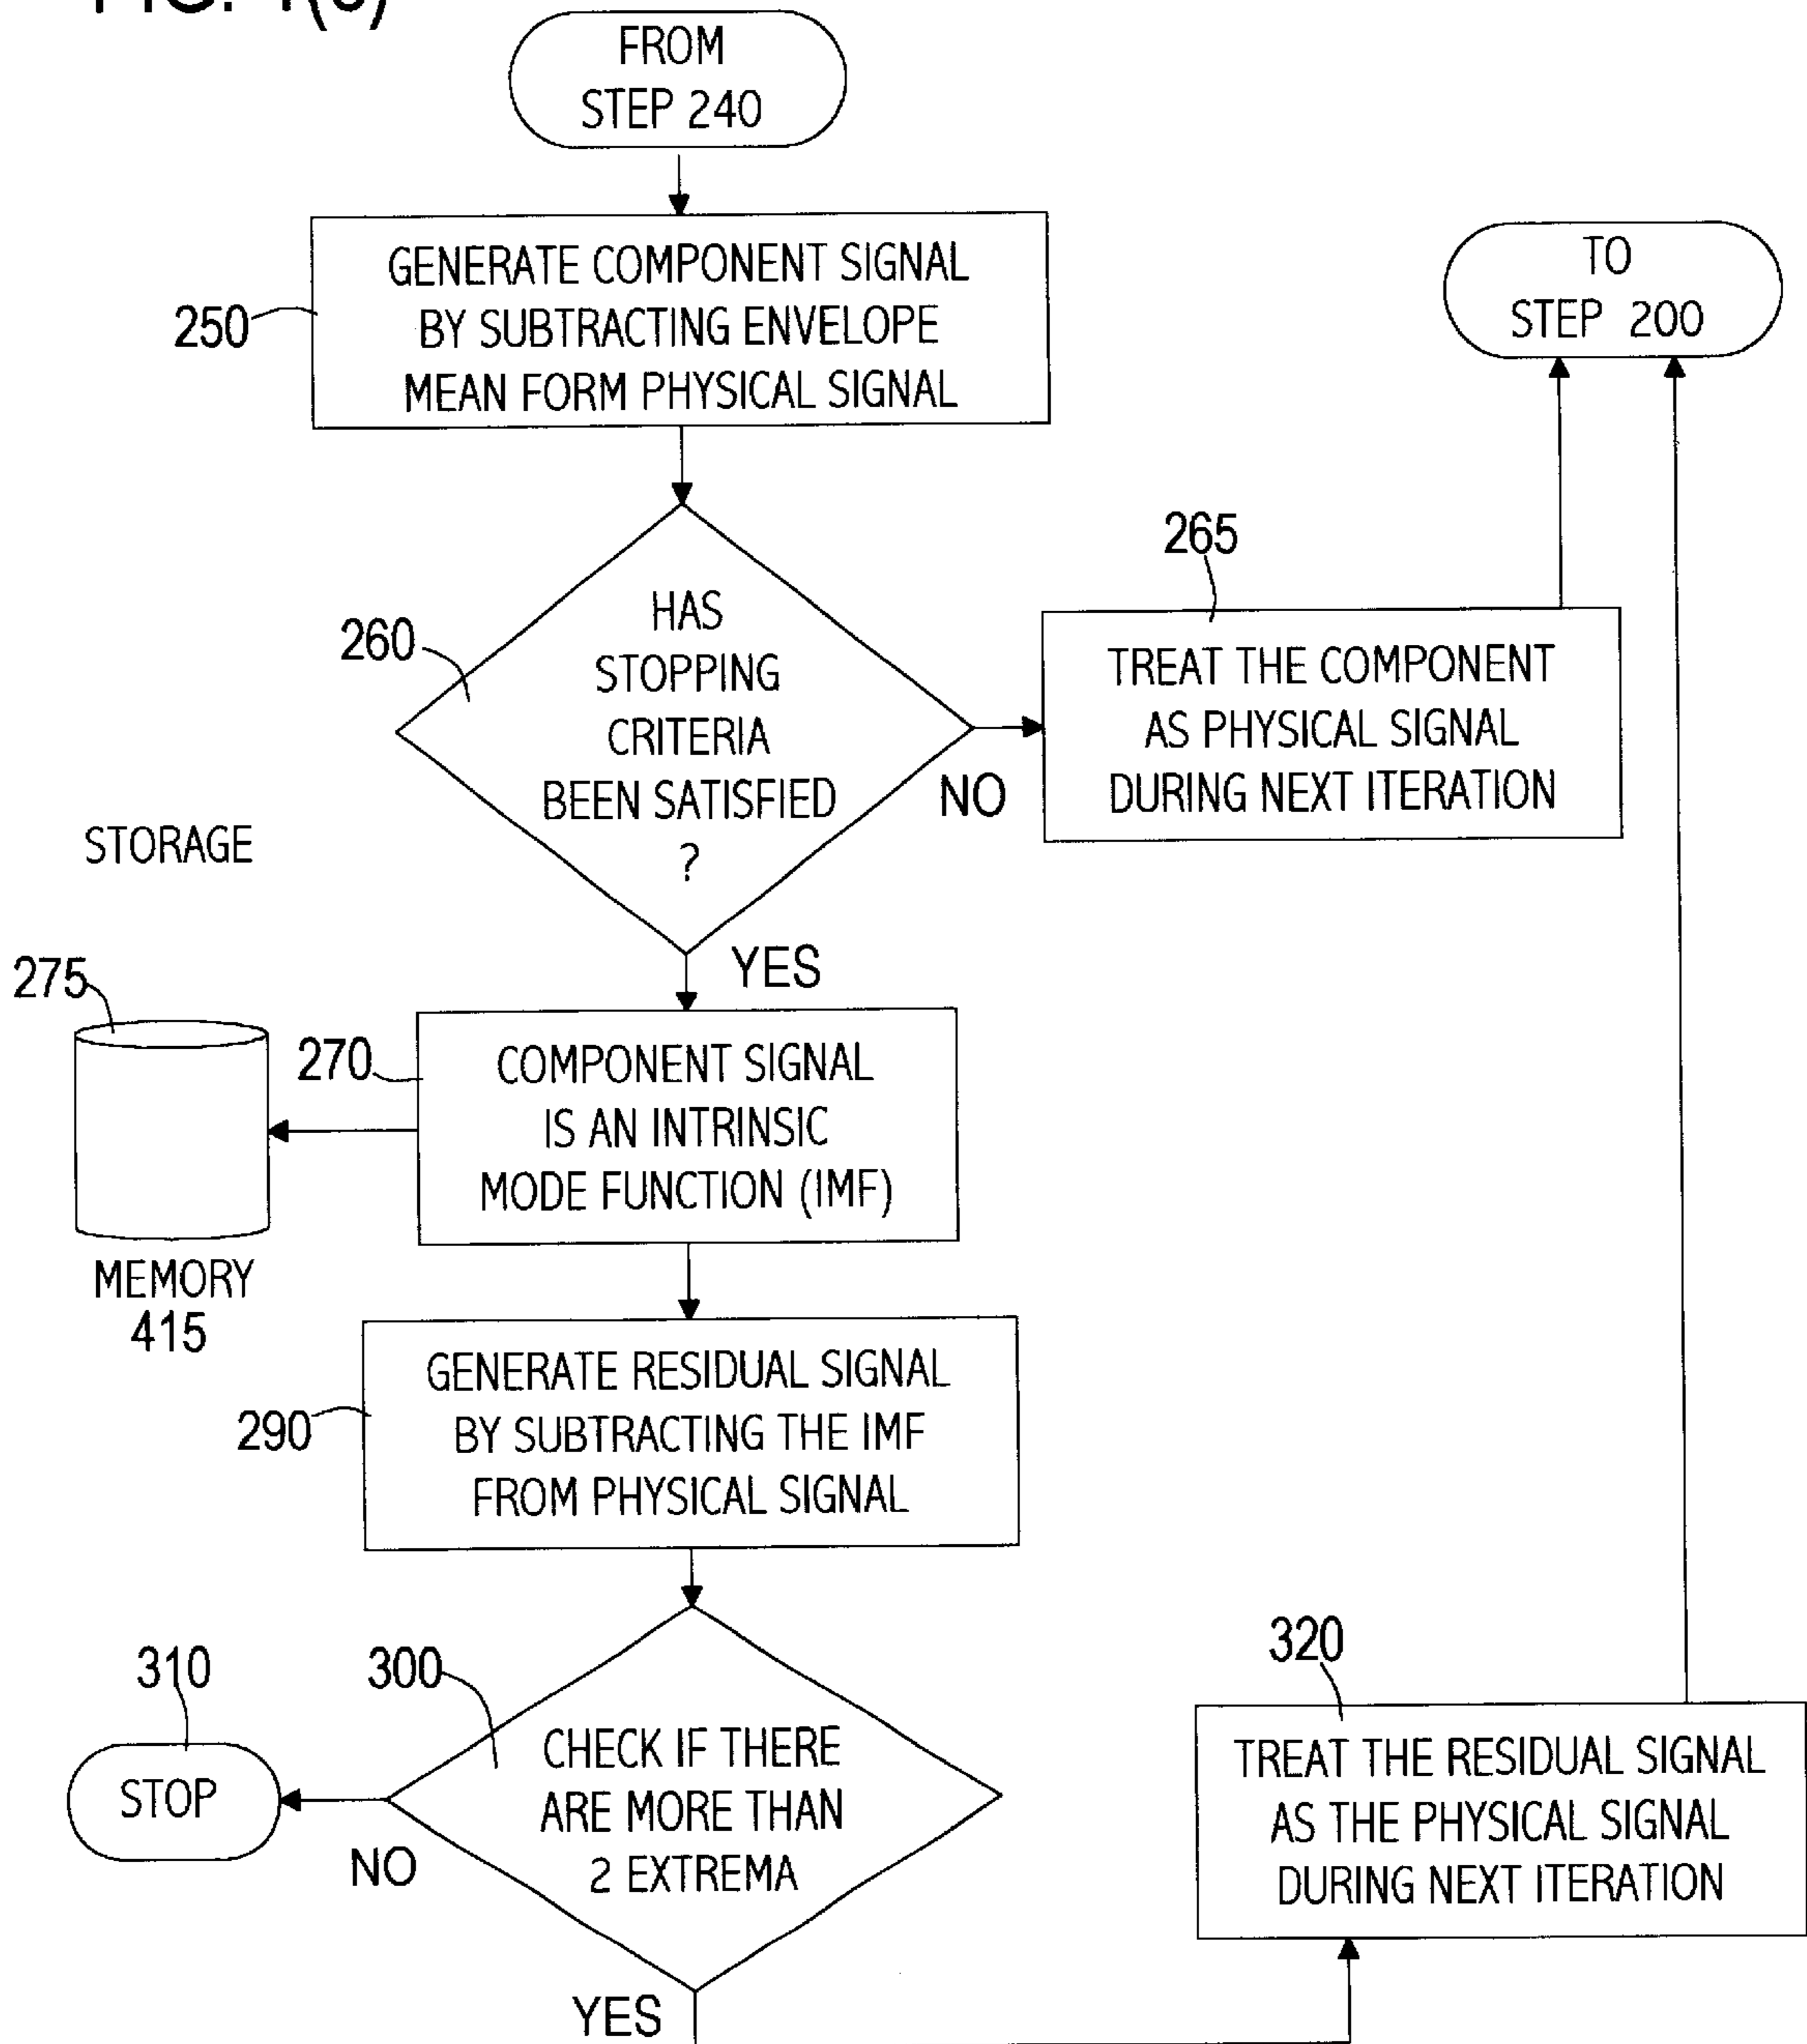 FROM
STEP 240
GENERATE COMPONENT SIGNAL
BY SUBTRACTING ENVELOPE
MEAN FORM PHYSICAL SIGNAL
250
TO
STEP 200
265
260
HAS
STOPPING
CRITERIA
BEEN SATISFIED
?
NO
TREAT THE COMPONENT
AS PHYSICAL SIGNAL
DURING NEXT ITERATION
STORAGE
YES
275
270
COMPONENT SIGNAL
IS AN INTRINSIC
MODE FUNCTION (IMF)
MEMORY
415
290
GENERATE RESIDUAL SIGNAL
BY SUBTRACTING THE IMF
FROM PHYSICAL SIGNAL
310
300
320
STOP
NO
CHECK IF THERE
ARE MORE THAN
2 EXTREMA
TREAT THE RESIDUAL SIGNAL
AS THE PHYSICAL SIGNAL
DURING NEXT ITERATION
YES